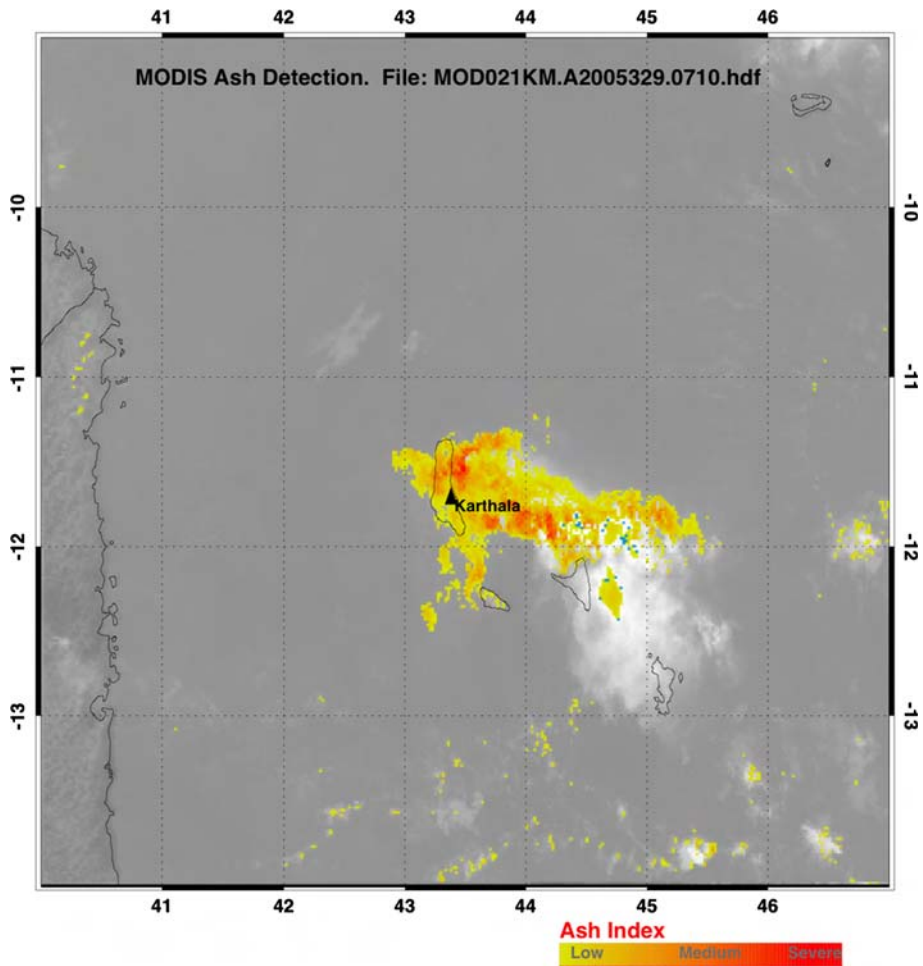 41 42 43 44 45 46
MODIS Ash Detection. File: MOD021KM.A2005329.0710.hdf
-10 -10
-11 -11
Karthala
-12 -12
-13 -13
41 42 43 44 45 46
Ash Index
Low Medium Severe